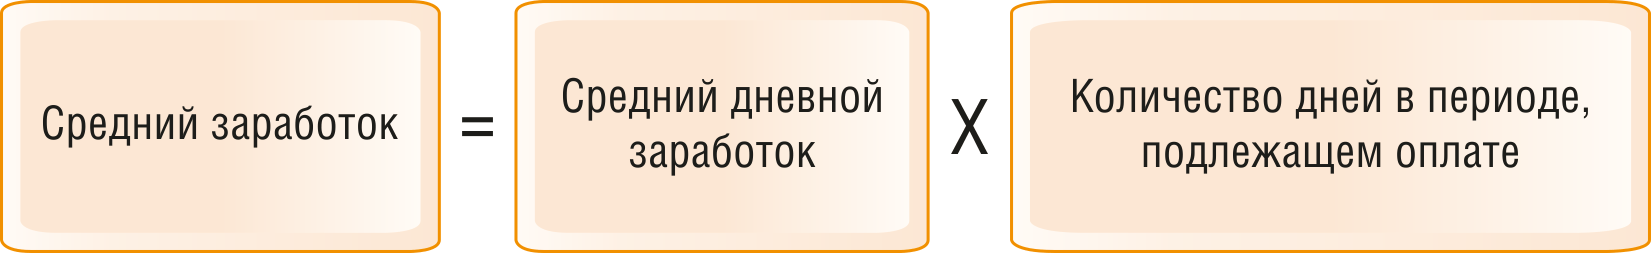 Средний заработок
=
Средний дневной
заработок
X
Количество дней в периоде,
подлежащем оплате